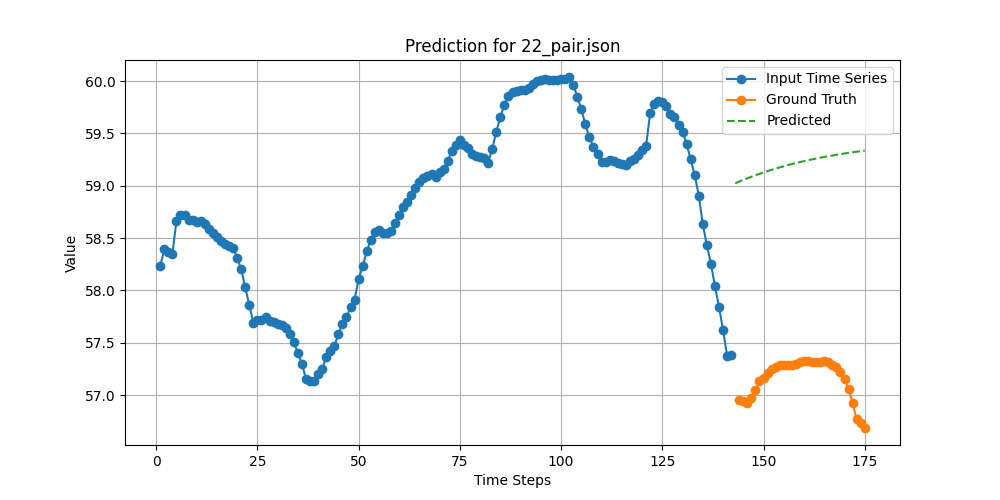 Prediction for 22_pair.json
Input Time Series
Ground Truth
Predicted
60.0
59.5
59.0
58.5
58.0
57.5
57.0
Value
0 25 50 75 100 125 150 175
Time Steps